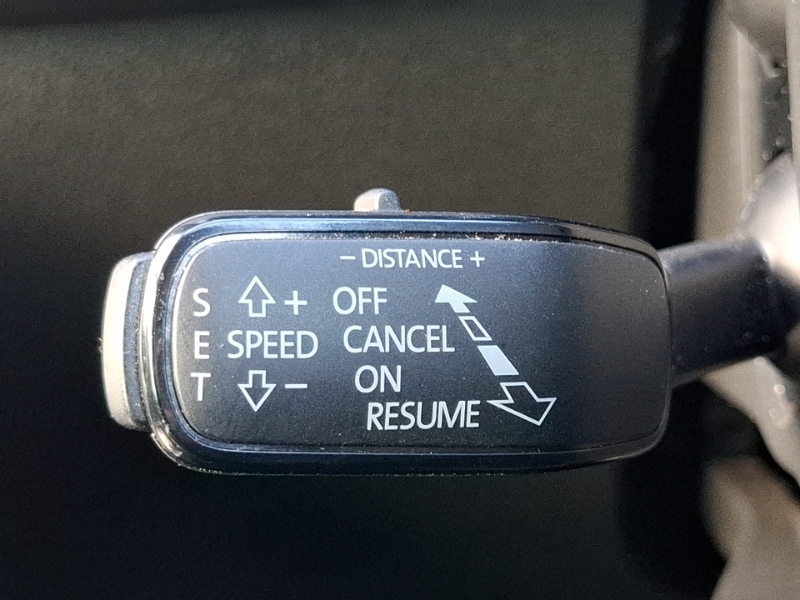 − DISTANCE +
S + OFF
E SPEED CANCEL
T − ON
RESUME